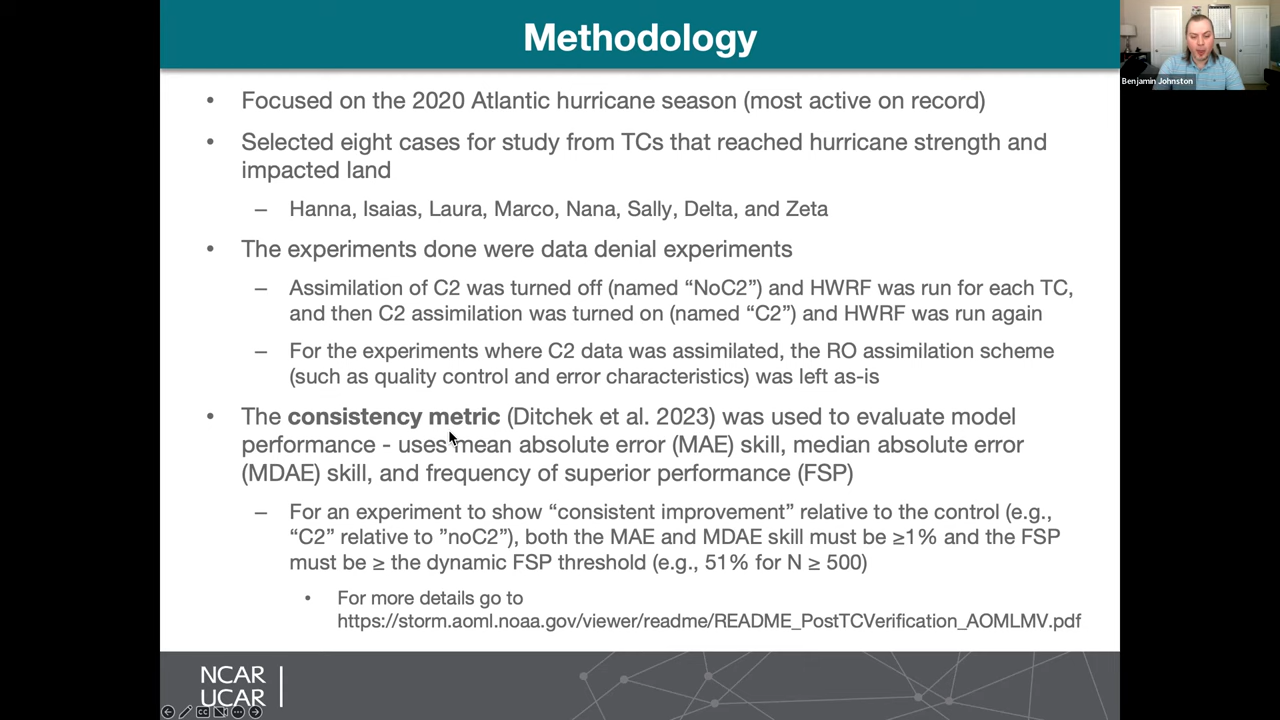 Methodology
Benjamin Johnston
• Focused on the 2020 Atlantic hurricane season (most active on record)
• Selected eight cases for study from TCs that reached hurricane strength and
impacted land
– Hanna, Isaias, Laura, Marco, Nana, Sally, Delta, and Zeta
• The experiments done were data denial experiments
– Assimilation of C2 was turned off (named “NoC2”) and HWRF was run for each TC,
and then C2 assimilation was turned on (named “C2”) and HWRF was run again
– For the experiments where C2 data was assimilated, the RO assimilation scheme
(such as quality control and error characteristics) was left as-is
• The consistency metric (Ditchek et al. 2023) was used to evaluate model
performance - uses mean absolute error (MAE) skill, median absolute error
(MDAE) skill, and frequency of superior performance (FSP)
– For an experiment to show “consistent improvement” relative to the control (e.g.,
“C2” relative to ”noC2”), both the MAE and MDAE skill must be ≥1% and the FSP
must be ≥ the dynamic FSP threshold (e.g., 51% for N ≥ 500)
• For more details go to
https://storm.aoml.noaa.gov/viewer/readme/README_PostTCVerification_AOMLMV.pdf
NCAR
UCAR
CC